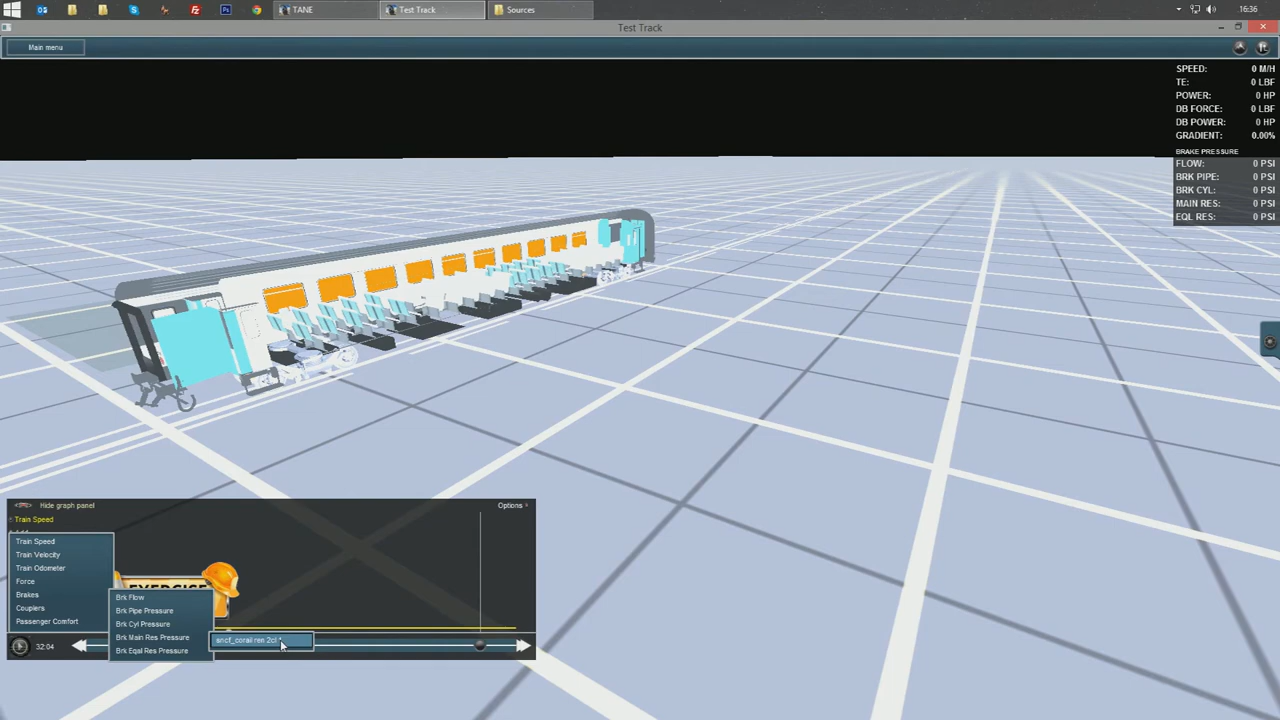 TANE
Test Track
Sources
16:36
Test Track
Main menu
SPEED: 0 M/H
TE: 0 LBF
POWER: 0 HP
DB FORCE: 0 LBF
DB POWER: 0 HP
GRADIENT: 0.00%
BRAKE PRESSURE
FLOW: 0 PSI
BRK PIPE: 0 PSI
BRK CYL: 0 PSI
MAIN RES: 0 PSI
EQL RES: 0 PSI
Hide graph panel
Options
Train Speed
Train Speed
Train Velocity
Train Odometer
Force
Brakes
Couplers
Passenger Comfort
EXERCISE
Brk Flow
Brk Pipe Pressure
Brk Cyl Pressure
Brk Main Res Pressure
Brk Eqal Res Pressure
sncf_corail ren 2cl
32:04